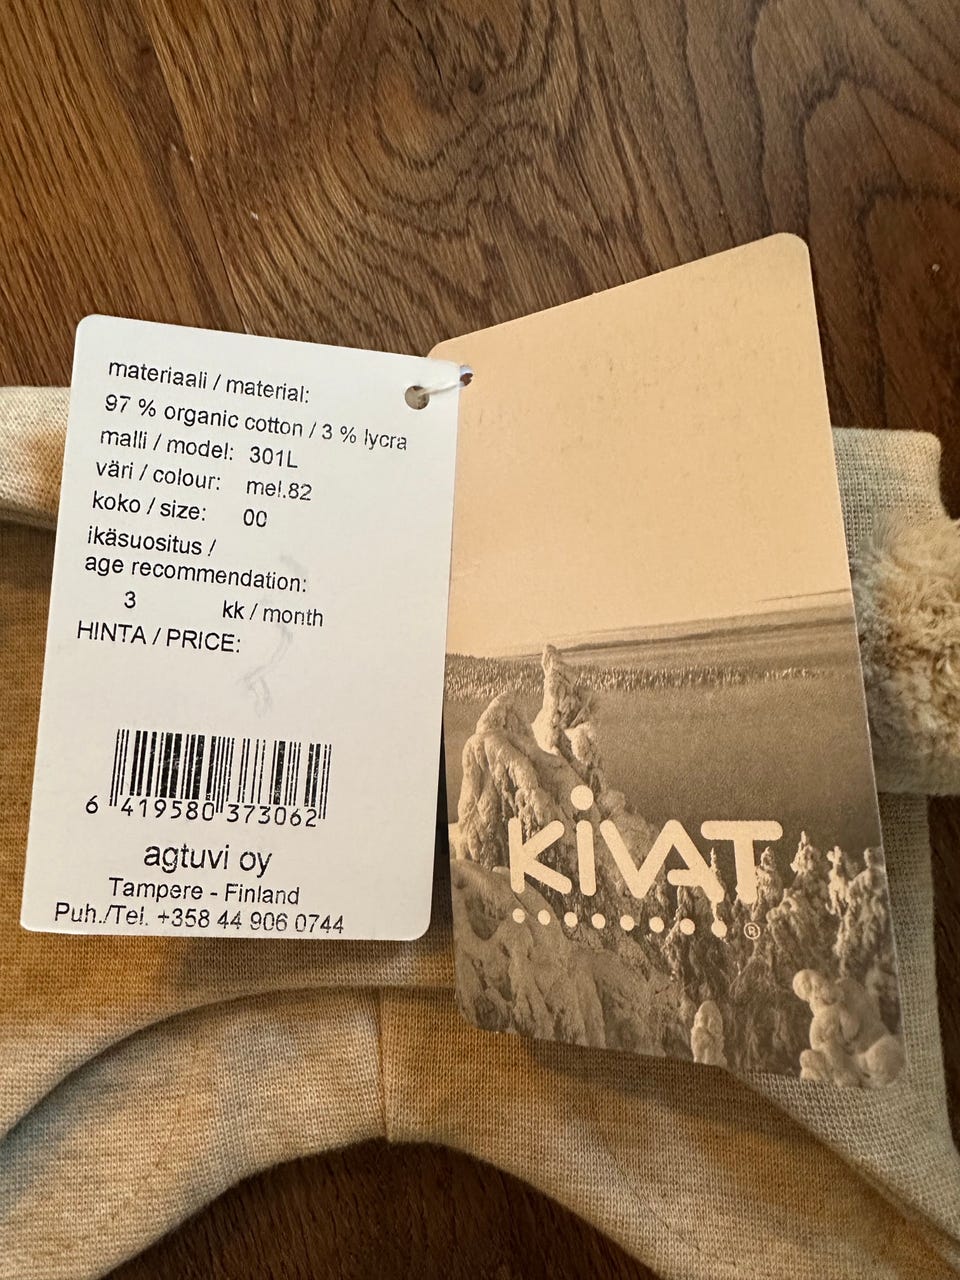 materiaali / material:
97 % organic cotton / 3 % lycra
malli / model: 301L
väri / colour: mel.82
koko / size: 00
ikäsuositus /
age recommendation:
3 kk / month
HINTA / PRICE:
6 419580 373062
agtuvi oy
Tampere - Finland
Puh./Tel. +358 44 906 0744
KiVAT
®